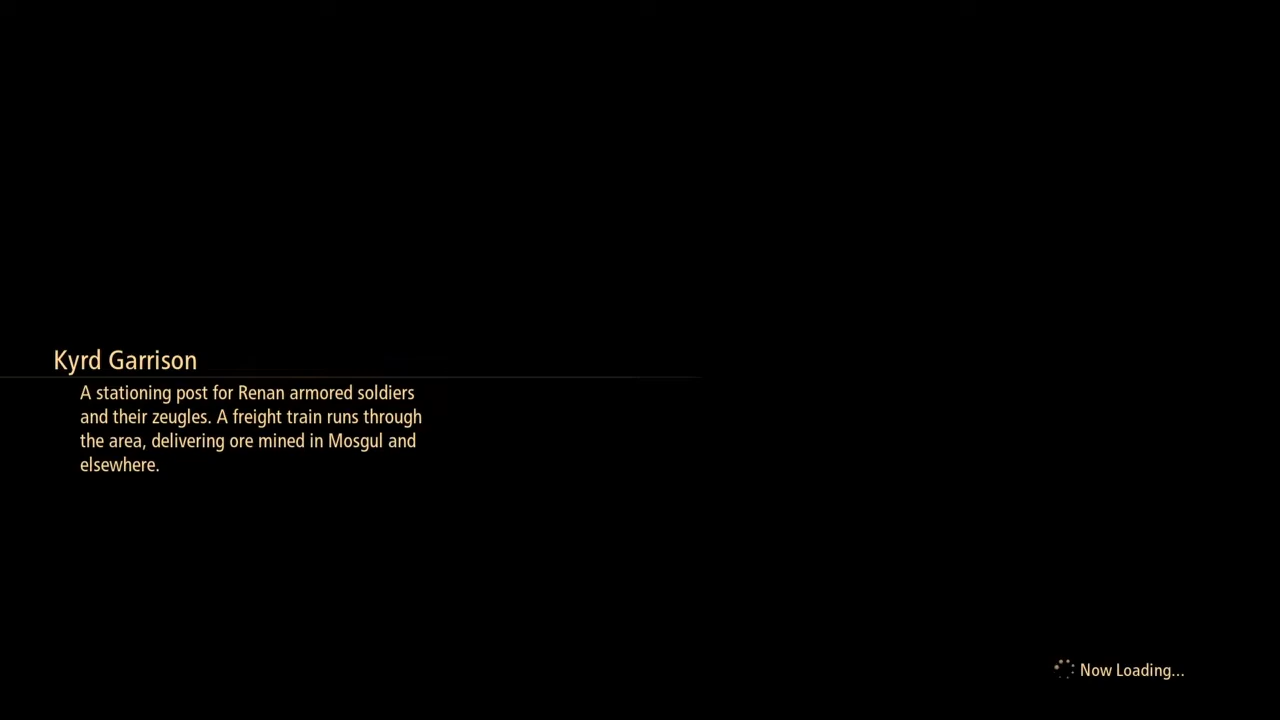 Kyrd Garrison
A stationing post for Renan armored soldiers
and their zeugles. A freight train runs through
the area, delivering ore mined in Mosgul and
elsewhere.
Now Loading...